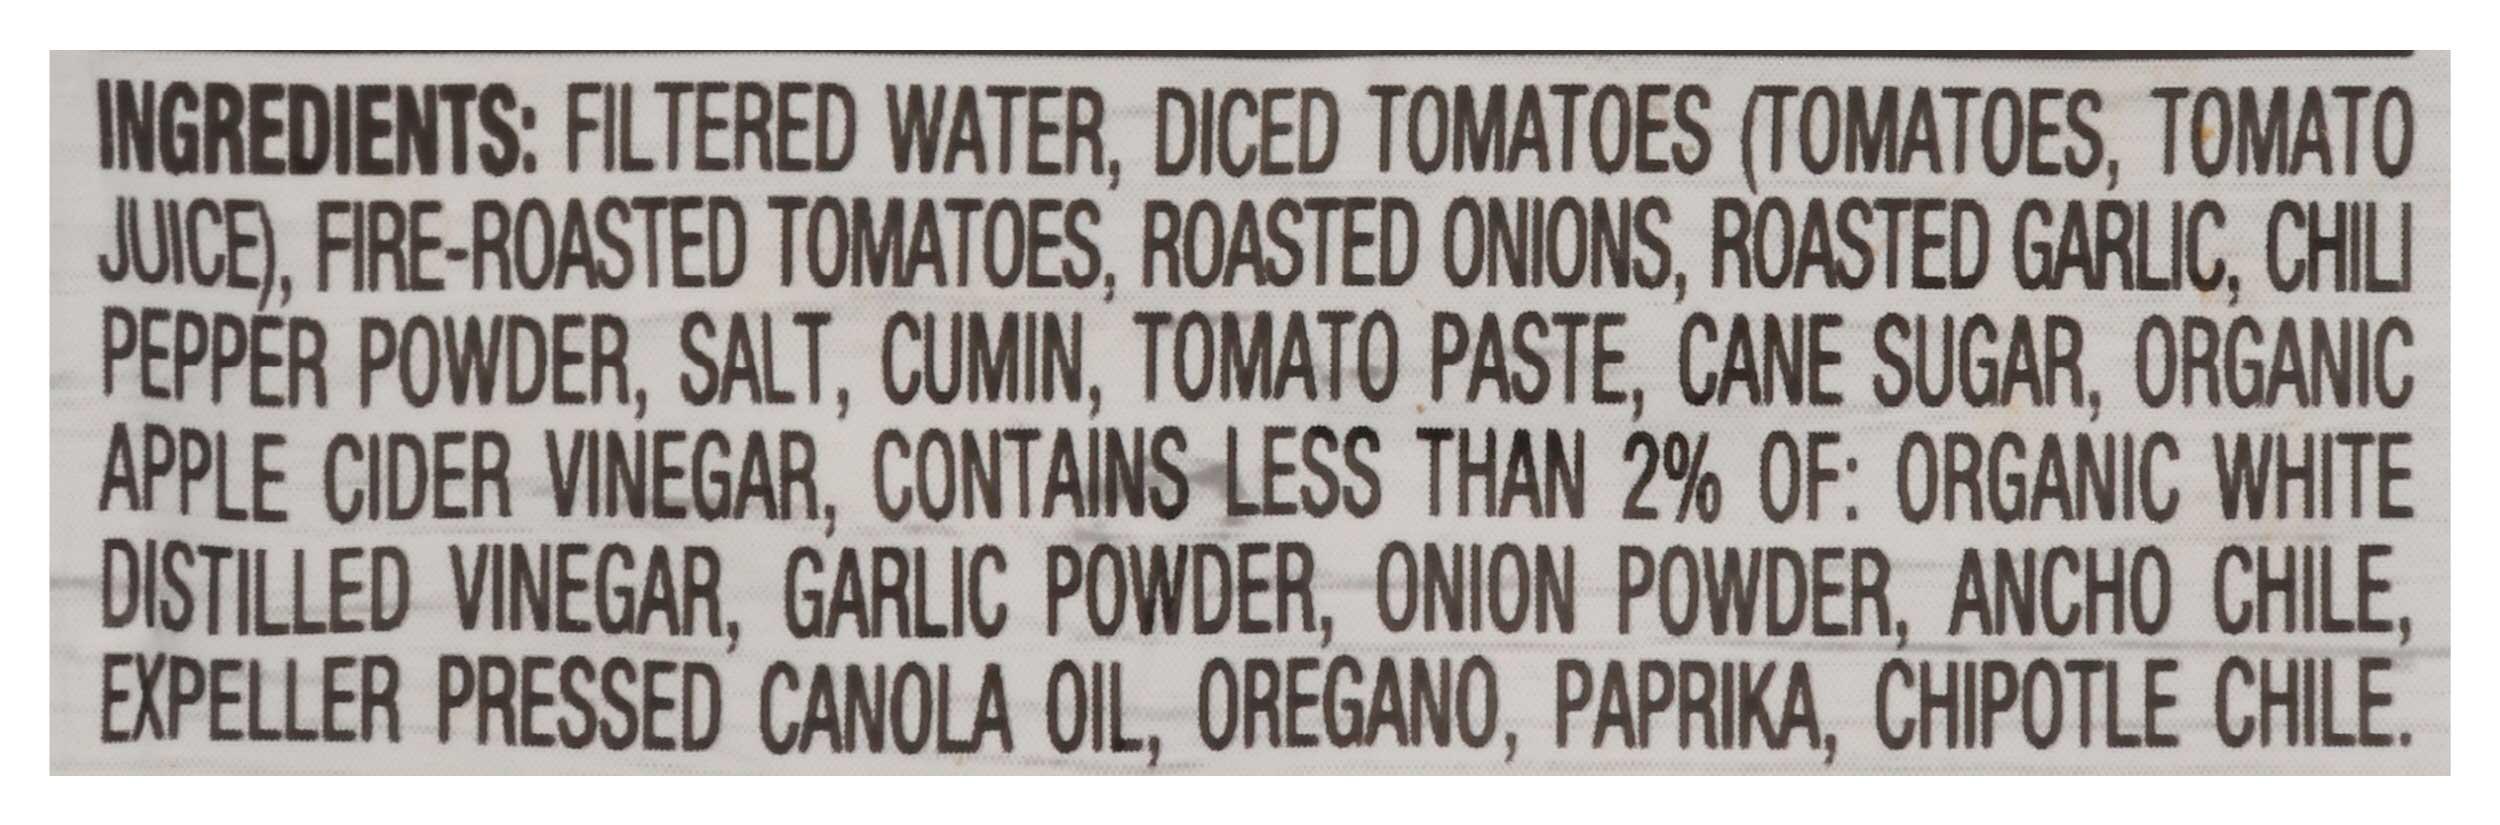 INGREDIENTS: FILTERED WATER, DICED TOMATOES (TOMATOES, TOMATO
JUICE), FIRE-ROASTED TOMATOES, ROASTED ONIONS, ROASTED GARLIC, CHILI
PEPPER POWDER, SALT, CUMIN, TOMATO PASTE, CANE SUGAR, ORGANIC
APPLE CIDER VINEGAR, CONTAINS LESS THAN 2% OF: ORGANIC WHITE
DISTILLED VINEGAR, GARLIC POWDER, ONION POWDER, ANCHO CHILE,
EXPELLER PRESSED CANOLA OIL, OREGANO, PAPRIKA, CHIPOTLE CHILE.